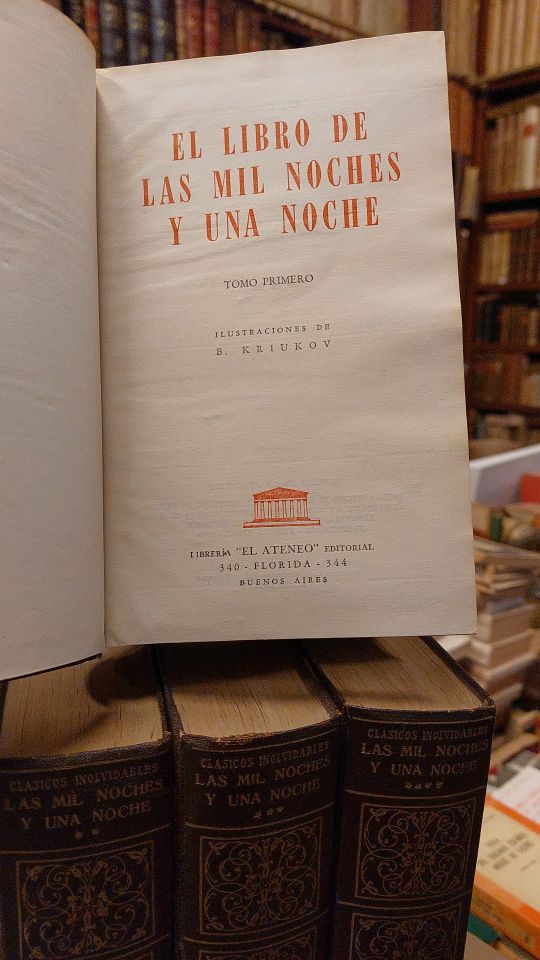 EL LIBRO DE
LAS MIL NOCHES
Y UNA NOCHE
TOMO PRIMERO
ILUSTRACIONES DE
B. KRIUKOV
LIBRERÍA "EL ATENEO" EDITORIAL
340 - FLORIDA - 344
BUENOS AIRES
CLASICOS INOLVIDABLES
LAS MIL NOCHES
Y UNA NOCHE
**
CLASICOS INOLVIDABLES
LAS MIL NOCHES
Y UNA NOCHE
***
CLASICOS INOLVIDABLES
LAS MIL NOCHES
Y UNA NOCHE
****